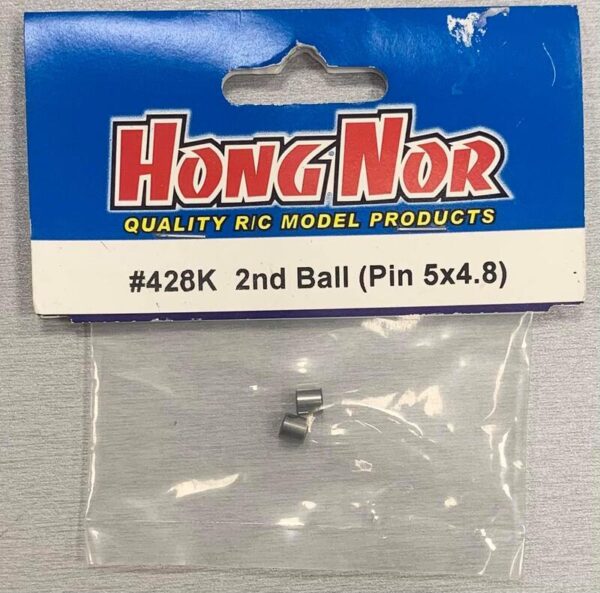 HONG NOR
QUALITY R/C MODEL PRODUCTS
#428K 2nd Ball (Pin 5x4.8)